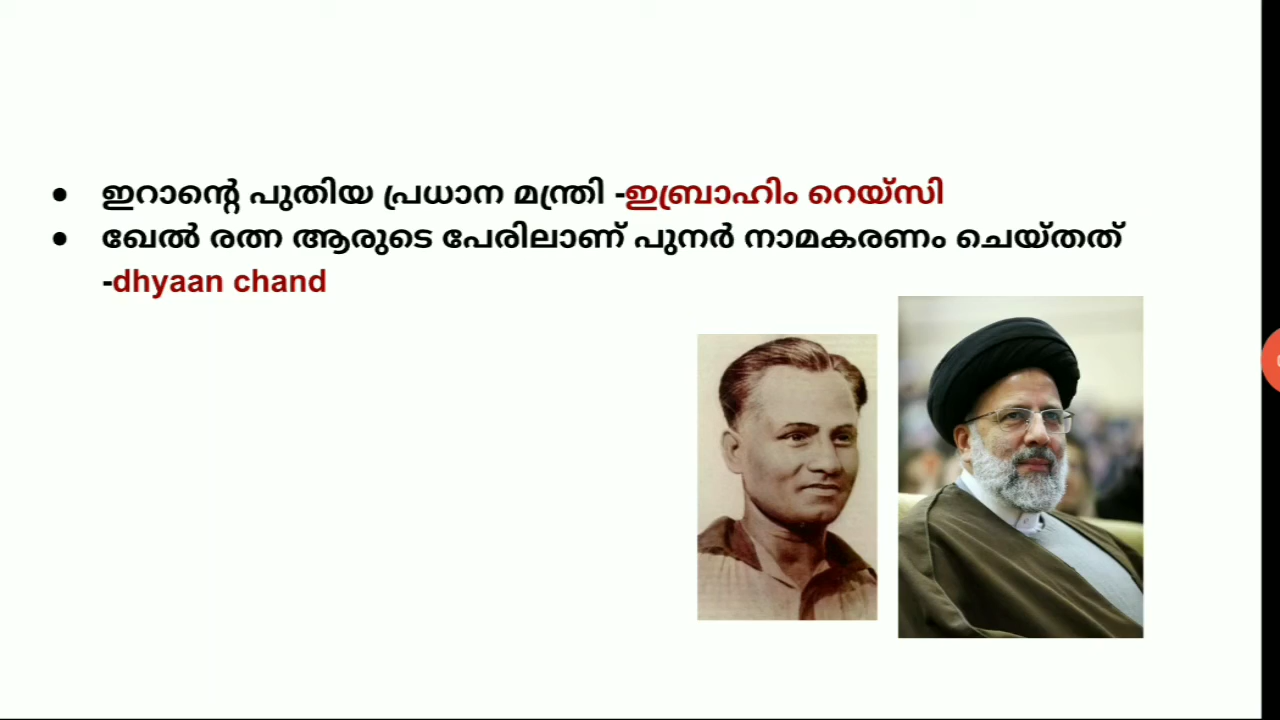 ● ഇറാന്റെ പുതിയ പ്രധാന മന്ത്രി -ഇബ്രാഹിം റെയ്സി
● ഖേൽ രത്ന ആരുടെ പേരിലാണ് പുനർ നാമകരണം ചെയ്തത്
-dhyaan chand